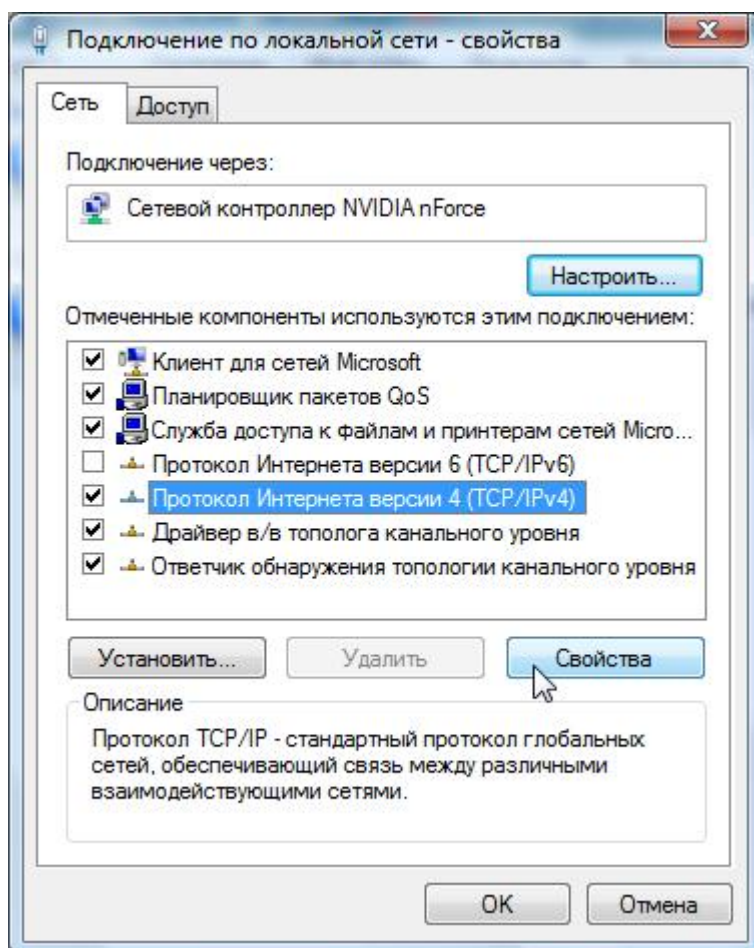 Подключение по локальной сети - свойства
Сеть
Доступ
Подключение через:
Сетевой контроллер NVIDIA nForce
Настроить...
Отмеченные компоненты используются этим подключением:
Клиент для сетей Microsoft
Планировщик пакетов QoS
Служба доступа к файлам и принтерам сетей Micro...
Протокол Интернета версии 6 (TCP/IPv6)
Протокол Интернета версии 4 (TCP/IPv4)
Драйвер в/в тополога канального уровня
Ответчик обнаружения топологии канального уровня
Установить...
Удалить
Свойства
Описание
Протокол TCP/IP - стандартный протокол глобальных
сетей, обеспечивающий связь между различными
взаимодействующими сетями.
OK
Отмена